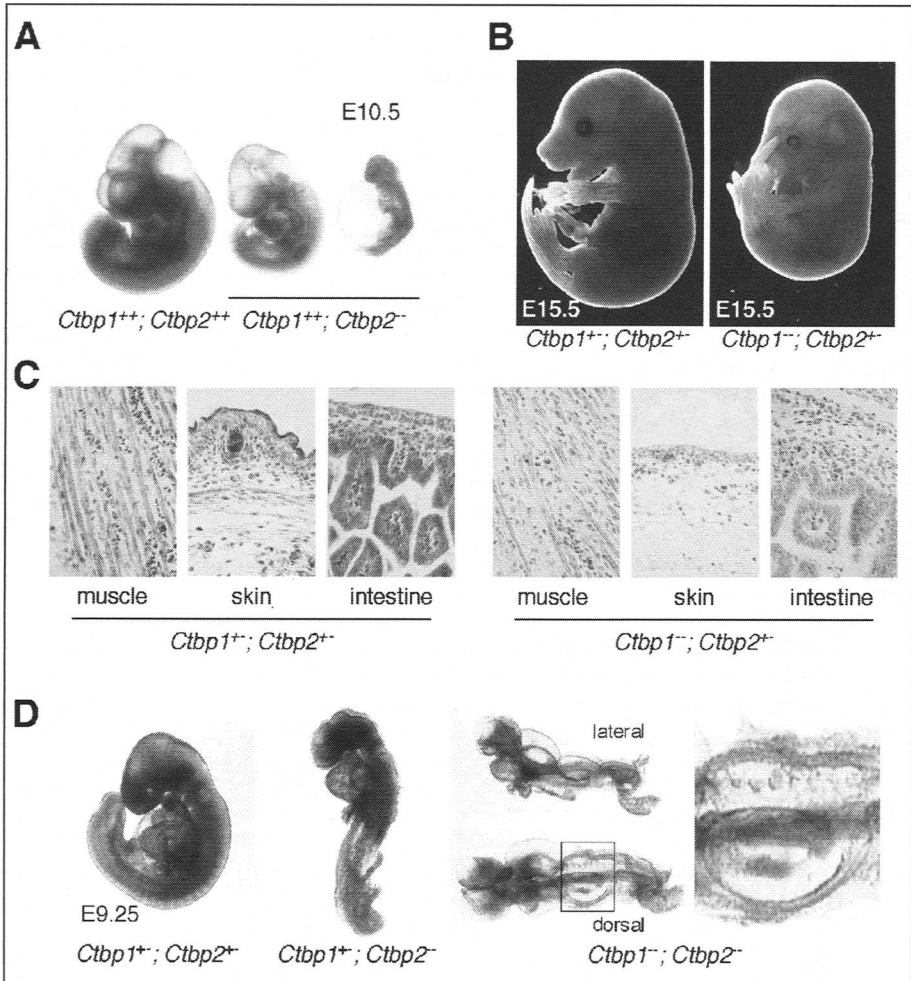 A
B
E10.5
Ctbp1++; Ctbp2++ Ctbp1++; Ctbp2--
E15.5 E15.5
Ctbp1+-; Ctbp2+- Ctbp1--; Ctbp2+-
C
muscle skin intestine muscle skin intestine
Ctbp1+-; Ctbp2+- Ctbp1--; Ctbp2+-
D
lateral
E9.25
dorsal
Ctbp1+-; Ctbp2+- Ctbp1+-; Ctbp2-- Ctbp1--; Ctbp2--